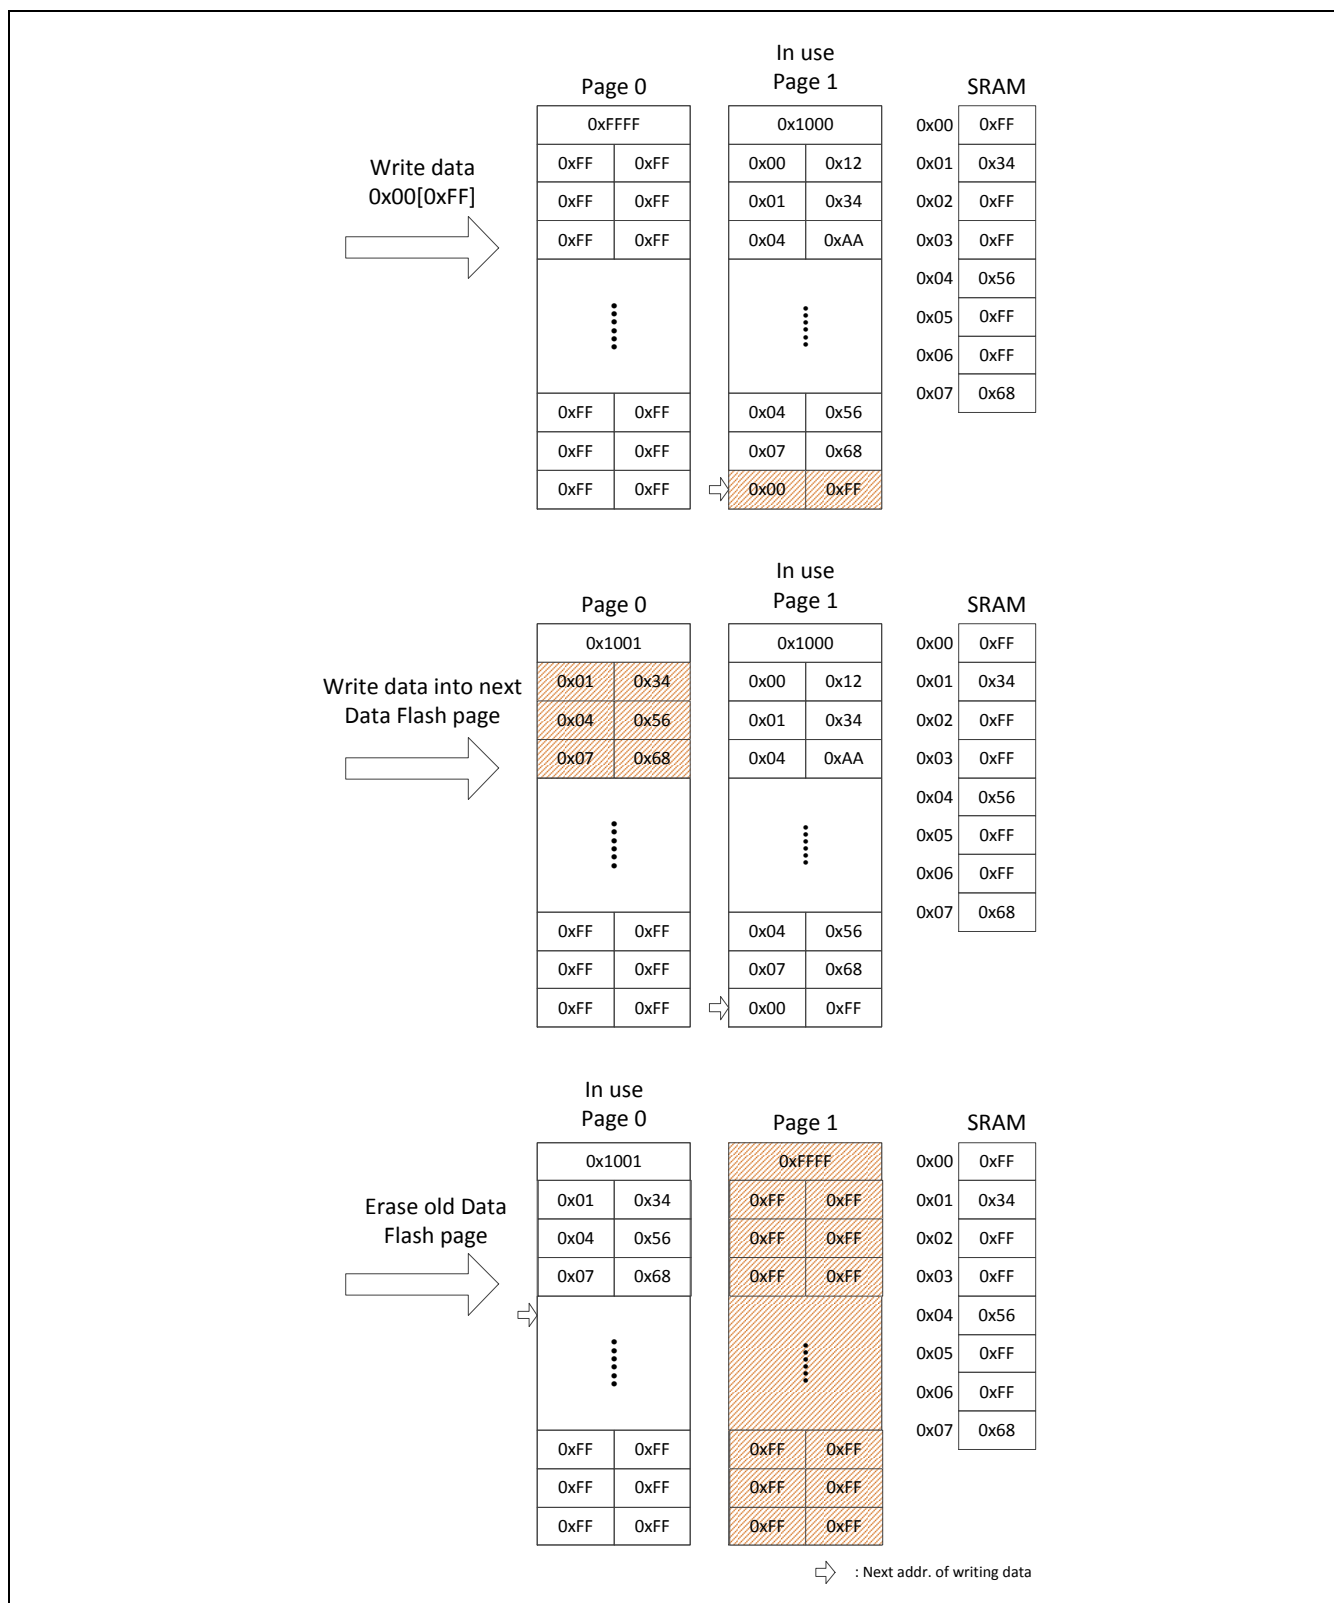 In use
Page 0 Page 1 SRAM
0xFFFF 0x1000 0x00 0xFF
Write data
0x00[0xFF]
0xFF 0xFF 0x00 0x12 0x01 0x34
0xFF 0xFF 0x01 0x34 0x02 0xFF
0xFF 0xFF 0x04 0xAA 0x03 0xFF
0x04 0x56
0x05 0xFF
0x06 0xFF
0x07 0x68
0xFF 0xFF 0x04 0x56
0xFF 0xFF 0x07 0x68
0xFF 0xFF 0x00 0xFF
In use
Page 0 Page 1 SRAM
0x1001 0x1000 0x00 0xFF
Write data into next
Data Flash page
0x01 0x34 0x00 0x12 0x01 0x34
0x04 0x56 0x01 0x34 0x02 0xFF
0x07 0x68 0x04 0xAA 0x03 0xFF
0x04 0x56
0x05 0xFF
0x06 0xFF
0x07 0x68
0xFF 0xFF 0x04 0x56
0xFF 0xFF 0x07 0x68
0xFF 0xFF 0x00 0xFF
In use
Page 0 Page 1 SRAM
0x1001 0xFFFF 0x00 0xFF
Erase old Data
Flash page
0x01 0x34 0xFF 0xFF 0x01 0x34
0x04 0x56 0xFF 0xFF 0x02 0xFF
0x07 0x68 0xFF 0xFF 0x03 0xFF
0x04 0x56
0x05 0xFF
0x06 0xFF
0x07 0x68
0xFF 0xFF 0xFF 0xFF
0xFF 0xFF 0xFF 0xFF
0xFF 0xFF 0xFF 0xFF
: Next addr. of writing data